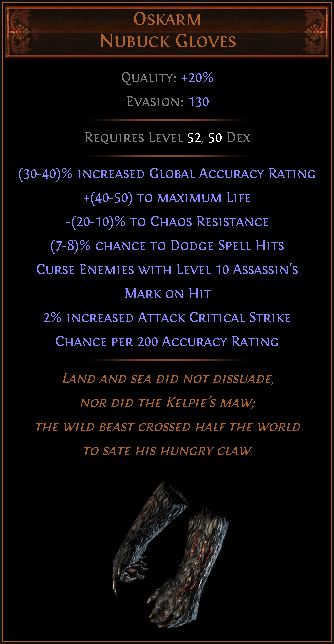 Oskarm
Nubuck Gloves
Quality: +20%
Evasion: 130
Requires Level 52, 50 Dex
(30-40)% increased Global Accuracy Rating
+(40-50) to maximum Life
-(20-10)% to Chaos Resistance
(7-8)% chance to Dodge Spell Hits
Curse Enemies with Level 10 Assassin's
Mark on Hit
2% increased Attack Critical Strike
Chance per 200 Accuracy Rating
Land and sea did not dissuade,
nor did the Kelpie's maw;
the wild beast crossed half the world
to sate his hungry claw.